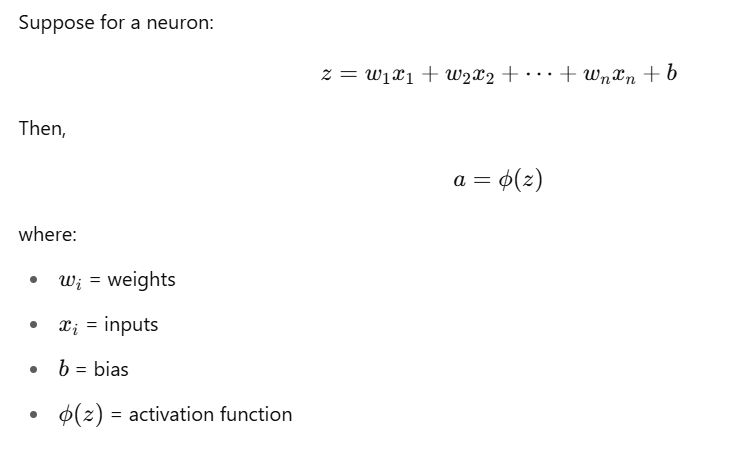 Suppose for a neuron:
z = w₁x₁ + w₂x₂ + ⋯ + wₙxₙ + b
Then,
a = ϕ(z)
where:
• wᵢ = weights
• xᵢ = inputs
• b = bias
• ϕ(z) = activation function